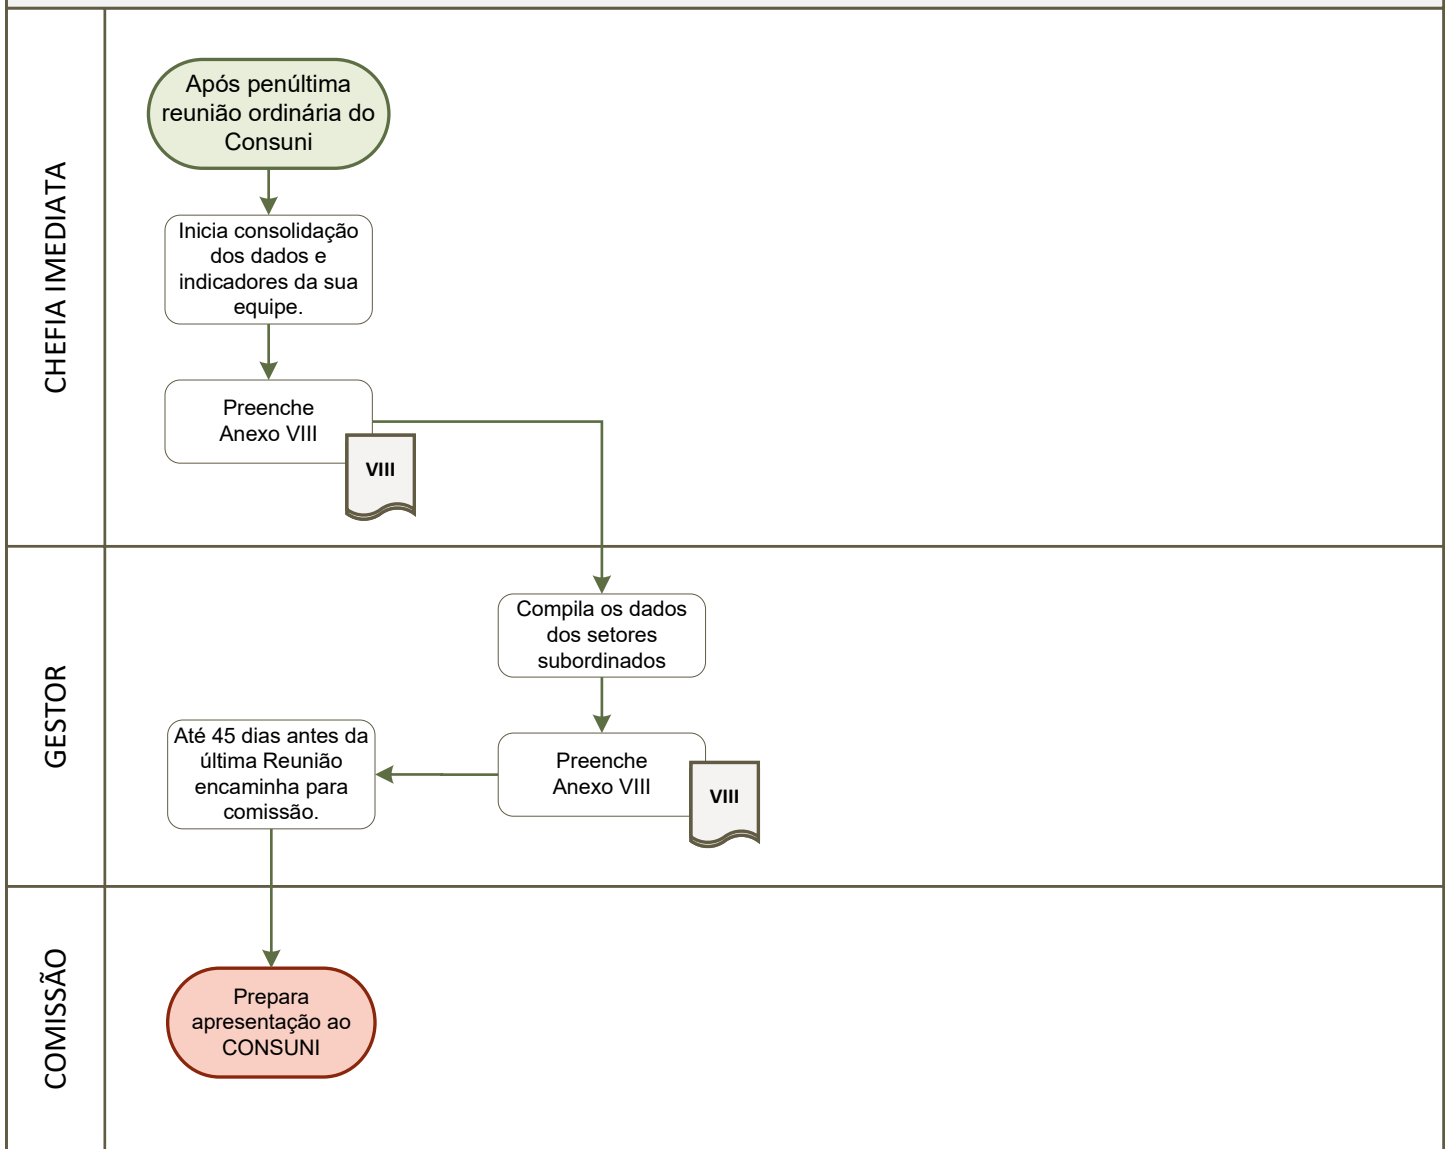 CHEFIA IMEDIATA
Após penúltima
reunião ordinária do
Consuni
Inicia consolidação
dos dados e
indicadores da sua
equipe.
Preenche
Anexo VIII
VIII
GESTOR
Compila os dados
dos setores
subordinados
Preenche
Anexo VIII
VIII
Até 45 dias antes da
última Reunião
encaminha para
comissão.
COMISSÃO
Prepara
apresentação ao
CONSUNI